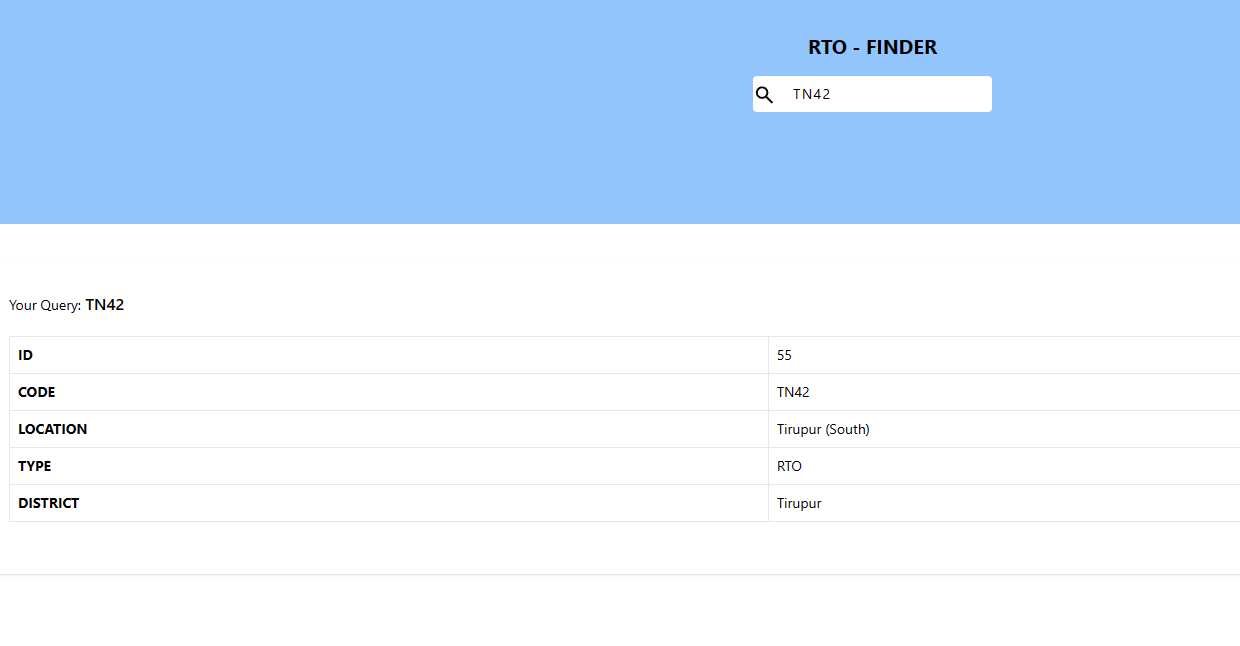 RTO - FINDER
TN42
Your Query: TN42
ID 55
CODE TN42
LOCATION Tirupur (South)
TYPE RTO
DISTRICT Tirupur